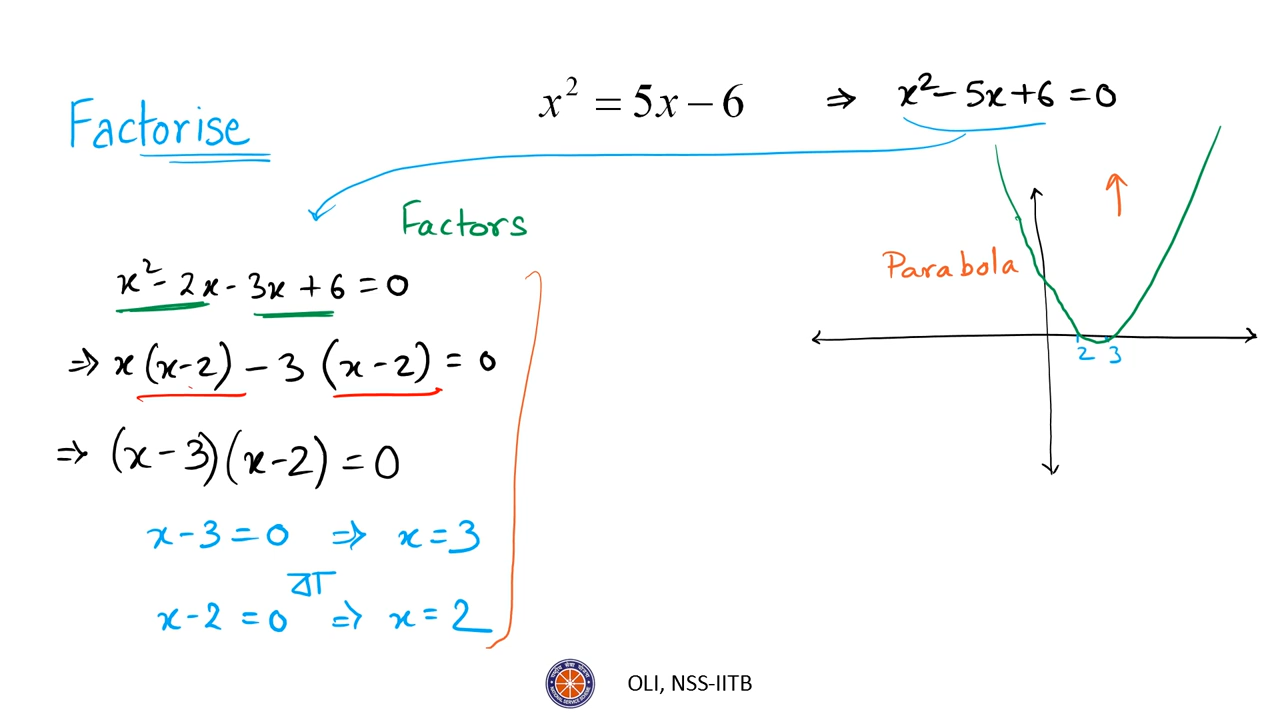 x² = 5x − 6 ⇒ x² − 5x + 6 = 0
Factorise
Factors
x² − 2x − 3x + 6 = 0
⇒ x(x−2) − 3(x−2) = 0
⇒ (x−3)(x−2) = 0
x−3 = 0 ⇒ x = 3
বা
x−2 = 0 ⇒ x = 2
Parabola
2 3
OLI, NSS-IITB